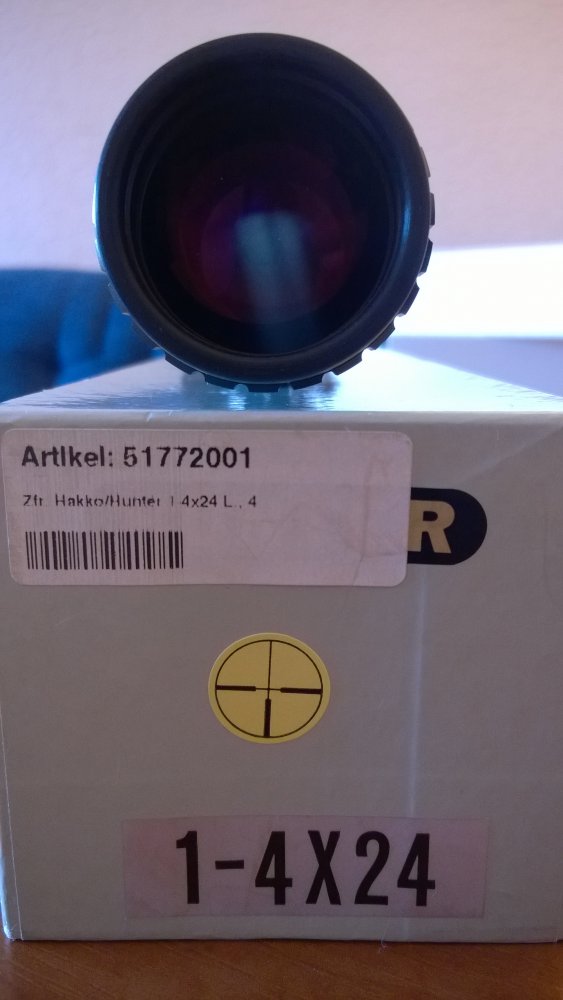 Artikel: 51772001
Zfr. Hakko/Hunter 1-4x24 L., 4
R
1-4X24